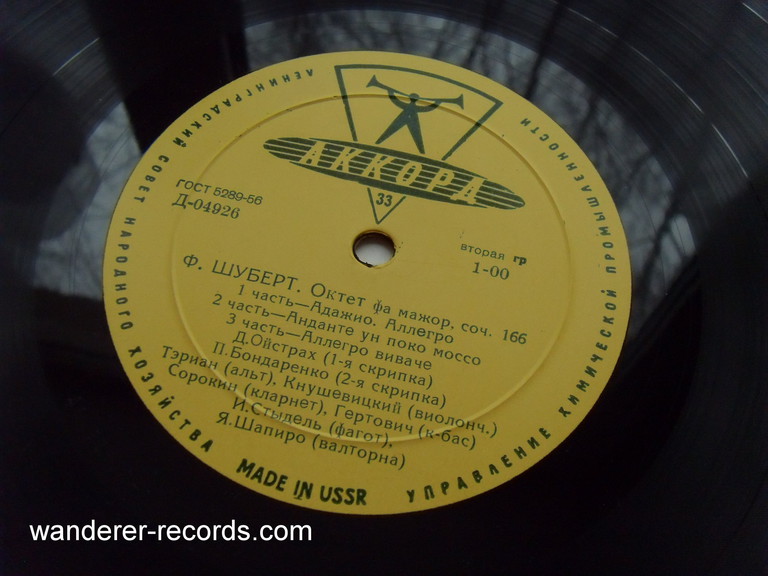 ЛЕНИНГРАДСКИЙ СОВЕТ НАРОДНОГО ХОЗЯЙСТВА
УПРАВЛЕНИЕ ХИМИЧЕСКОЙ ПРОМЫШЛЕННОСТИ
АККОРД
33
ГОСТ 5289-56
Д-04926
вторая гр
1-00
Ф. ШУБЕРТ. Октет фа мажор, соч. 166
1 часть—Адажио. Аллегро
2 часть—Анданте ун поко моссо
3 часть—Аллегро виваче
Д.Ойстрах (1-я скрипка)
П.Бондаренко (2-я скрипка)
Тэриан (альт), Кнушевицкий (виолонч.)
Сорокин (кларнет), Гертович (к-бас)
И.Стыдель (фагот),
Я.Шапиро (валторна)
MADE IN USSR
wanderer-records.com